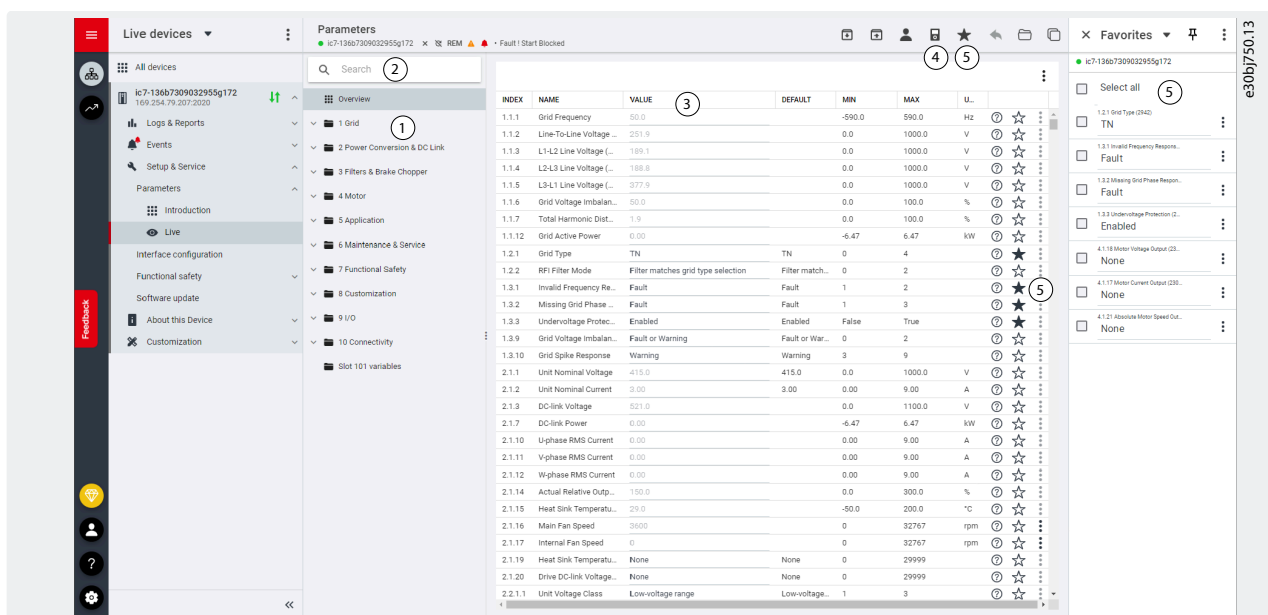 Live devices
Parameters
ic7-136b7309032955g172 × REM • Fault ! Start Blocked
4
5
× Favorites
e30bj750.13
All devices
ic7-136b7309032955g172
169.254.79.207:2020
Logs & Reports
Events
Setup & Service
Parameters
Introduction
Live
Interface configuration
Functional safety
Software update
About this Device
Customization
Feedback
?
«
Search
2
Overview
1 Grid
1
2 Power Conversion & DC Link
3 Filters & Brake Chopper
4 Motor
5 Application
6 Maintenance & Service
7 Functional Safety
8 Customization
9 I/O
10 Connectivity
Slot 101 variables
3
INDEX NAME VALUE DEFAULT MIN MAX U...
1.1.1 Grid Frequency 50.0 -590.0 590.0 Hz
1.1.2 Line-To-Line Voltage ... 251.9 0.0 1000.0 V
1.1.3 L1-L2 Line Voltage (... 189.1 0.0 1000.0 V
1.1.4 L2-L3 Line Voltage (... 188.8 0.0 1000.0 V
1.1.5 L3-L1 Line Voltage (... 377.9 0.0 1000.0 V
1.1.6 Grid Voltage Imbalan... 50.0 0.0 100.0 %
1.1.7 Total Harmonic Dist... 1.9 0.0 100.0 %
1.1.12 Grid Active Power 0.00 -6.47 6.47 kW
1.2.1 Grid Type TN TN 0 4
1.2.2 RFI Filter Mode Filter matches grid type selection Filter match... 0 2
1.3.1 Invalid Frequency Re... Fault Fault 1 2
5
1.3.2 Missing Grid Phase ... Fault Fault 1 3
1.3.3 Undervoltage Protec... Enabled Enabled False True
1.3.9 Grid Voltage Imbalan... Fault or Warning Fault or War... 0 2
1.3.10 Grid Spike Response Warning Warning 3 9
2.1.1 Unit Nominal Voltage 415.0 415.0 0.0 1000.0 V
2.1.2 Unit Nominal Current 3.00 3.00 0.00 9.00 A
2.1.3 DC-link Voltage 521.0 0.0 1100.0 V
2.1.7 DC-link Power 0.00 -6.47 6.47 kW
2.1.10 U-phase RMS Current 0.00 0.00 9.00 A
2.1.11 V-phase RMS Current 0.00 0.00 9.00 A
2.1.12 W-phase RMS Current 0.00 0.00 9.00 A
2.1.14 Actual Relative Outp... 150.0 0.0 300.0 %
2.1.15 Heat Sink Temperatu... 29.0 -50.0 200.0 °C
2.1.16 Main Fan Speed 3600 0 32767 rpm
2.1.17 Internal Fan Speed 0 0 32767 rpm
2.1.19 Heat Sink Temperatu... None None 0 29999
2.1.20 Drive DC-link Voltage... None None 0 29999
2.2.1.1 Unit Voltage Class Low-voltage range Low-voltage... 1 3
ic7-136b7309032955g172
Select all
5
1.2.1 Grid Type (2942)
TN
1.3.1 Invalid Frequency Respons...
Fault
1.3.2 Missing Grid Phase Respon...
Fault
1.3.3 Undervoltage Protection (2...
Enabled
4.1.18 Motor Voltage Output (23...
None
4.1.17 Motor Current Output (230...
None
4.1.21 Absolute Motor Speed Out...
None